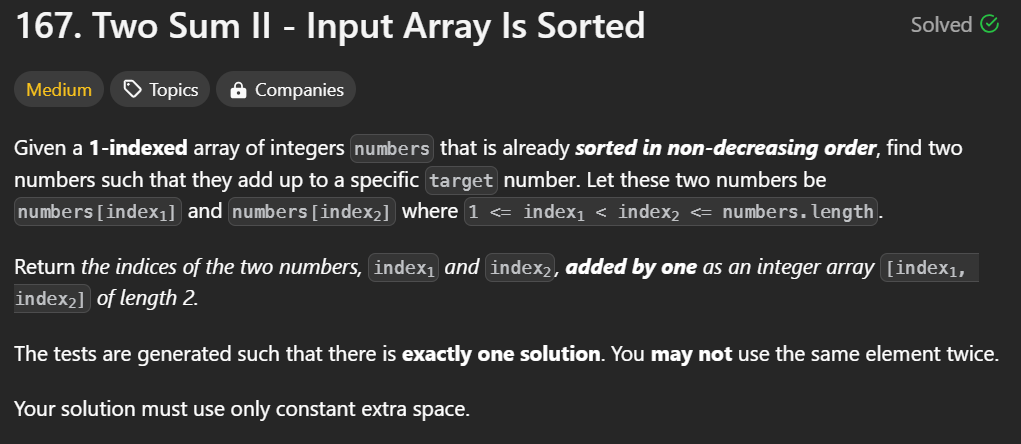 167. Two Sum II - Input Array Is Sorted
Solved
Medium
Topics
Companies
Given a 1-indexed array of integers numbers that is already sorted in non-decreasing order, find two
numbers such that they add up to a specific target number. Let these two numbers be
numbers[index₁] and numbers[index₂] where 1 <= index₁ < index₂ <= numbers.length.
Return the indices of the two numbers, index₁ and index₂, added by one as an integer array [index₁,
index₂] of length 2.
The tests are generated such that there is exactly one solution. You may not use the same element twice.
Your solution must use only constant extra space.